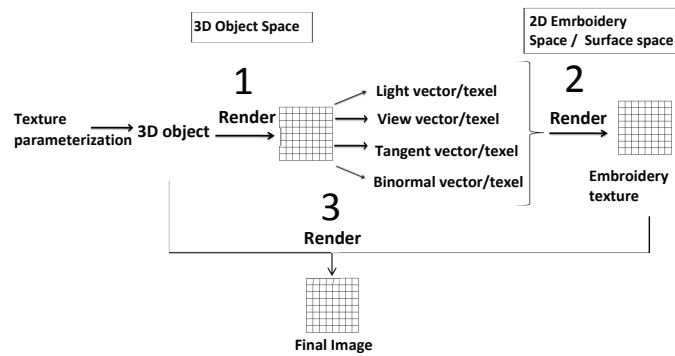 3D Object Space
2D Emrboidery
Space / Surface space
1
Render
2
Render
Texture
parameterization
3D object
Light vector/texel
View vector/texel
Tangent vector/texel
Binormal vector/texel
Embroidery
texture
3
Render
Final Image